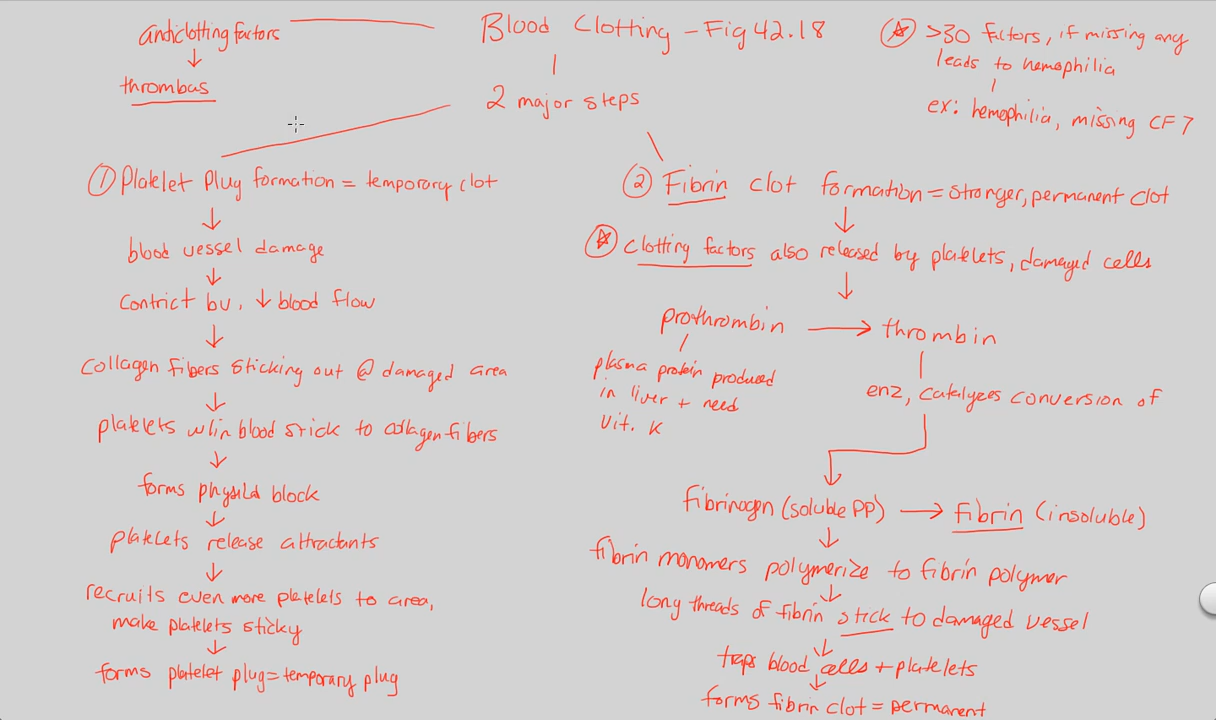 Blood Clotting - Fig 42.18
anticlotting factors
↓
thrombus
2 major steps
☆ >30 factors, if missing any
leads to hemophilia
ex: hemophilia, missing CF 7
① Platelet Plug formation = temporary clot
↓
blood vessel damage
↓
Contrict bv, ↓ blood flow
↓
Collagen fibers sticking out @ damaged area
↓
platelets w/in blood stick to collagen fibers
↓
forms physical block
↓
platelets release attractants
↓
recruits even more platelets to area,
make platelets sticky
↓
forms platelet plug = temporary plug
② Fibrin clot formation = stronger, permanent clot
↓
☆ Clotting factors also released by platelets, damaged cells
↓
prothrombin → thrombin
plasma protein produced
in liver + need
vit. K
enz, catalyzes conversion of
↓
fibrinogen (soluble PP) → fibrin (insoluble)
↓
fibrin monomers polymerize to fibrin polymer
↓
long threads of fibrin stick to damaged vessel
↓
traps blood cells + platelets
↓
forms fibrin clot = permanent